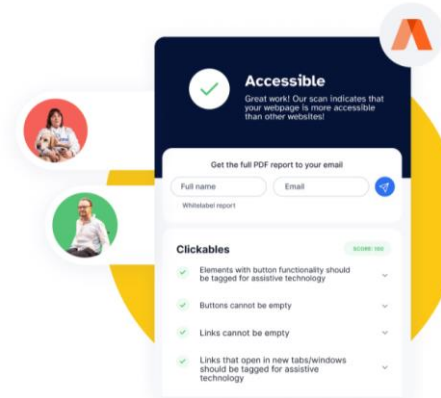 Accessible
Great work! Our scan indicates that
your webpage is more accessible
than other websites!
Get the full PDF report to your email
Full name
Email
Whitelabel report
Clickables
SCORE: 100
Elements with button functionality should
be tagged for assistive technology
Buttons cannot be empty
Links cannot be empty
Links that open in new tabs/windows
should be tagged for assistive
technology